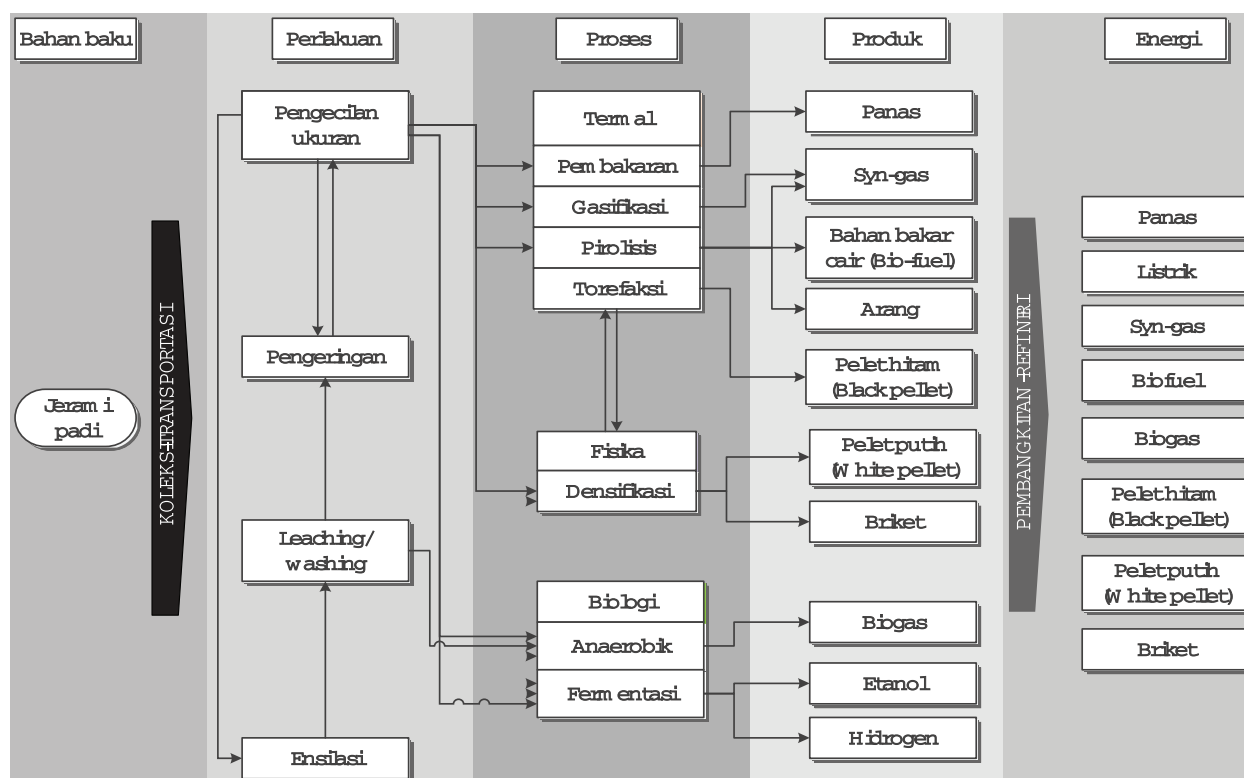 Bahan baku
Perlakuan
Proses
Produk
Energi
Jerami
padi
KOLEKSI-TRANSPORTASI
Pengecilan
ukuran
Pengeringan
Leaching/
washing
Ensilasi
Termal
Pembakaran
Gasifikasi
Pirolisis
Torefaksi
Fisika
Densifikasi
Biologi
Anaerobik
Fermentasi
Panas
Syn-gas
Bahan bakar
cair (Bio-fuel)
Arang
Pelet hitam
(Black pellet)
Pelet putih
(White pellet)
Briket
Biogas
Etanol
Hidrogen
PEMBANGKITAN-REFINERI
Panas
Listrik
Syn-gas
Biofuel
Biogas
Pelet hitam
(Black pellet)
Pelet putih
(White pellet)
Briket